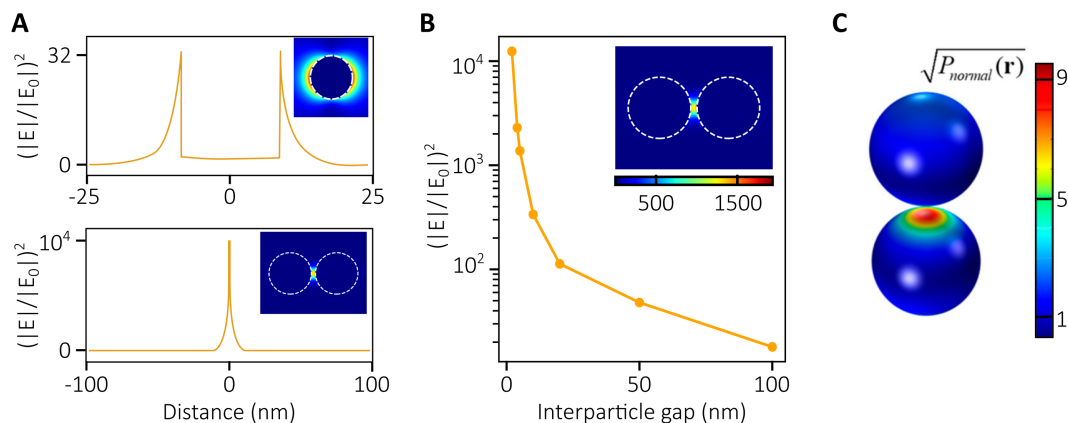 A
(|E|/|E₀|)²
32
0
-25
0
25
(|E|/|E₀|)²
10⁴
0
-100
0
100
Distance (nm)
B
(|E|/|E₀|)²
10⁴
10³
10²
500
1500
0
50
100
Interparticle gap (nm)
C
√Pnormal(r)
9
5
1